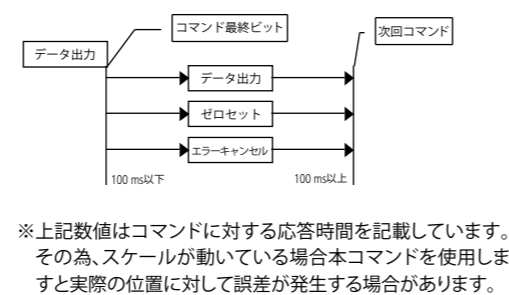 コマンド最終ビット
次回コマンド
データ出力
データ出力
ゼロセット
エラーキャンセル
100 ms以下
100 ms以上
※上記数値はコマンドに対する応答時間を記載しています。
その為、スケールが動いている場合本コマンドを使用しま
すと実際の位置に対して誤差が発生する場合があります。